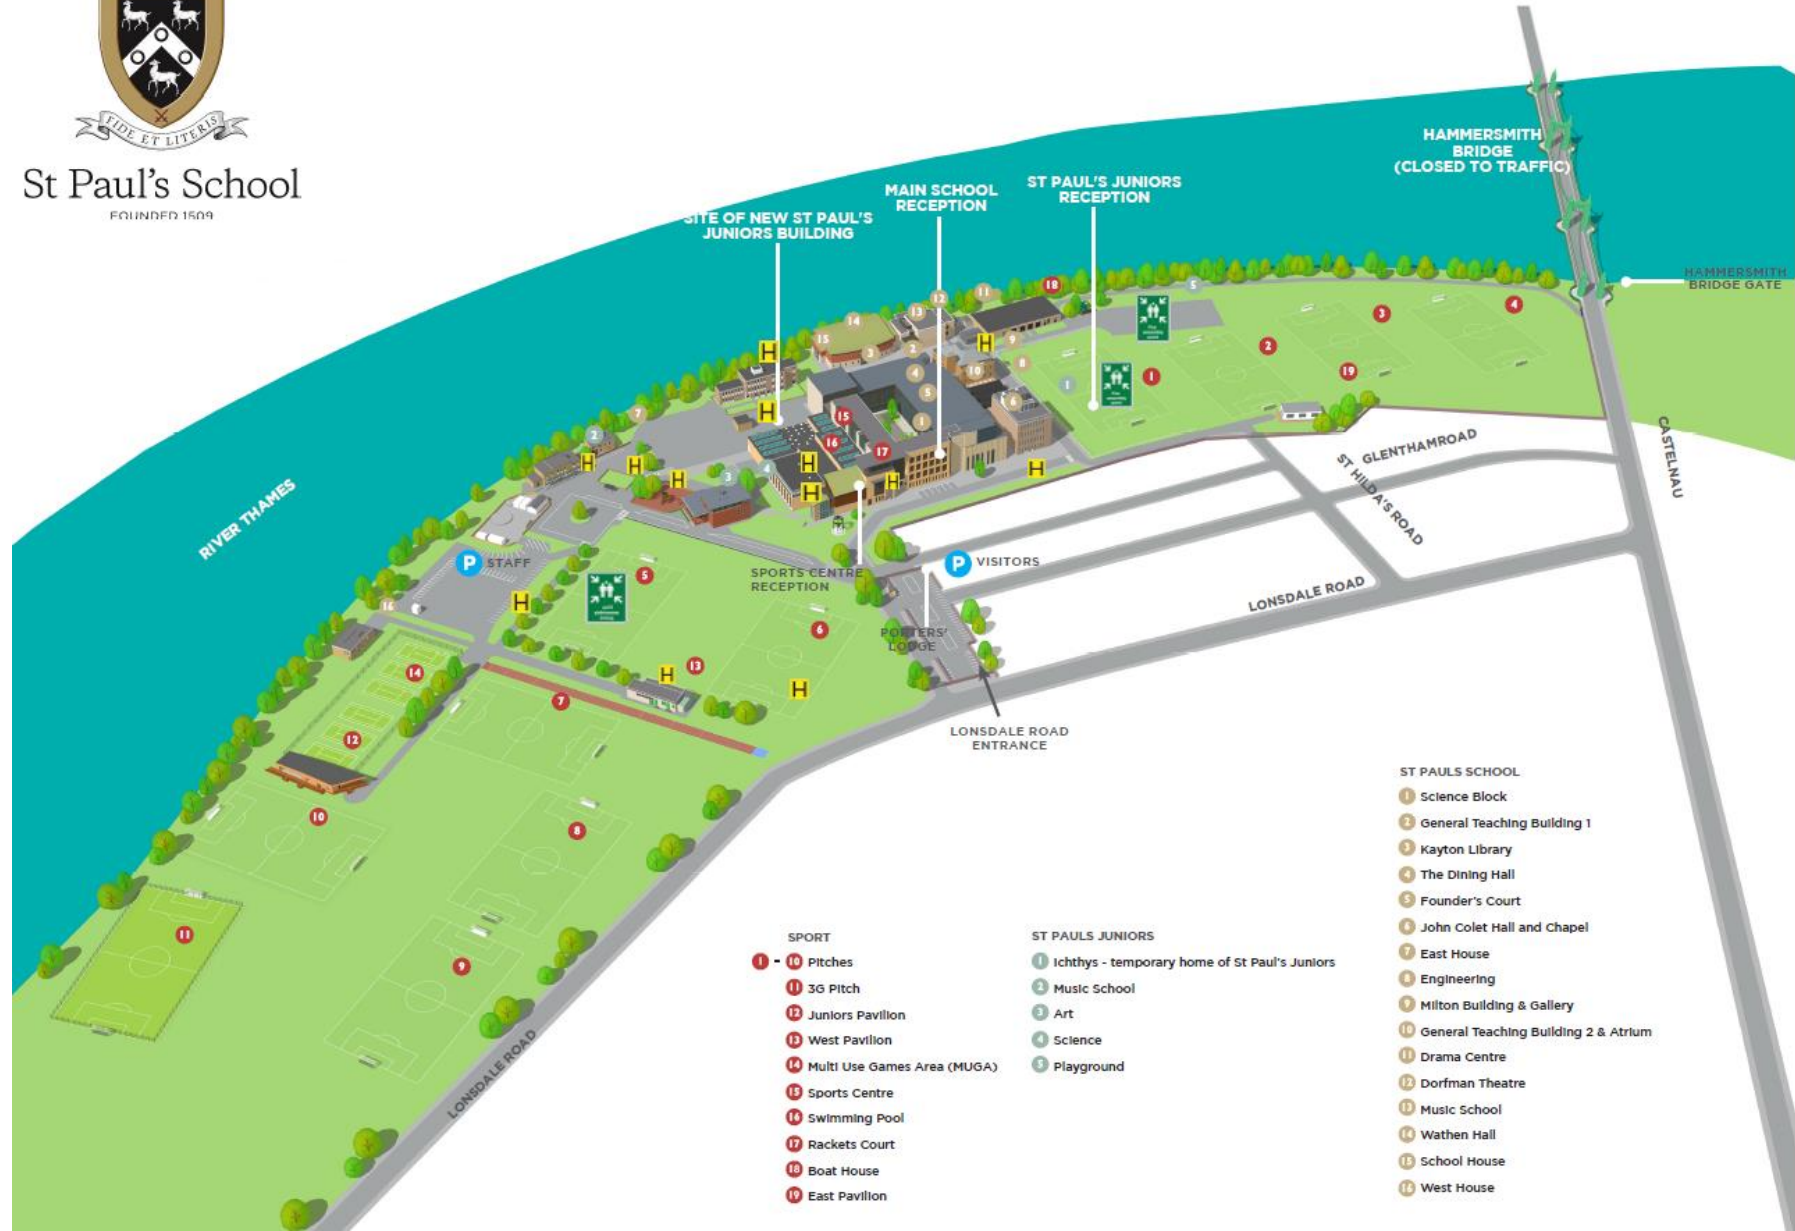 FIDE ET LITERIS
St Paul's School
FOUNDED 1509
HAMMERSMITH
BRIDGE
(CLOSED TO TRAFFIC)
ST PAUL'S JUNIORS
RECEPTION
MAIN SCHOOL
RECEPTION
SITE OF NEW ST PAUL'S
JUNIORS BUILDING
HAMMERSMITH
BRIDGE GATE
RIVER THAMES
CASTELNAU
GLENTHAMROAD
ST HILDA'S ROAD
LONSDALE ROAD
P STAFF
P VISITORS
SPORTS CENTRE
RECEPTION
PORTERS'
LODGE
LONSDALE ROAD
ENTRANCE
LONSDALE ROAD
SPORT
1 - 10 Pitches
11 3G Pitch
12 Juniors Pavilion
13 West Pavilion
14 Multi Use Games Area (MUGA)
15 Sports Centre
16 Swimming Pool
17 Rackets Court
18 Boat House
19 East Pavilion
ST PAULS JUNIORS
1 Ichthys - temporary home of St Paul's Juniors
2 Music School
3 Art
4 Science
5 Playground
ST PAULS SCHOOL
1 Science Block
2 General Teaching Building 1
3 Kayton Library
4 The Dining Hall
5 Founder's Court
6 John Colet Hall and Chapel
7 East House
8 Engineering
9 Milton Building & Gallery
10 General Teaching Building 2 & Atrium
11 Drama Centre
12 Dorfman Theatre
13 Music School
14 Wathen Hall
15 School House
16 West House